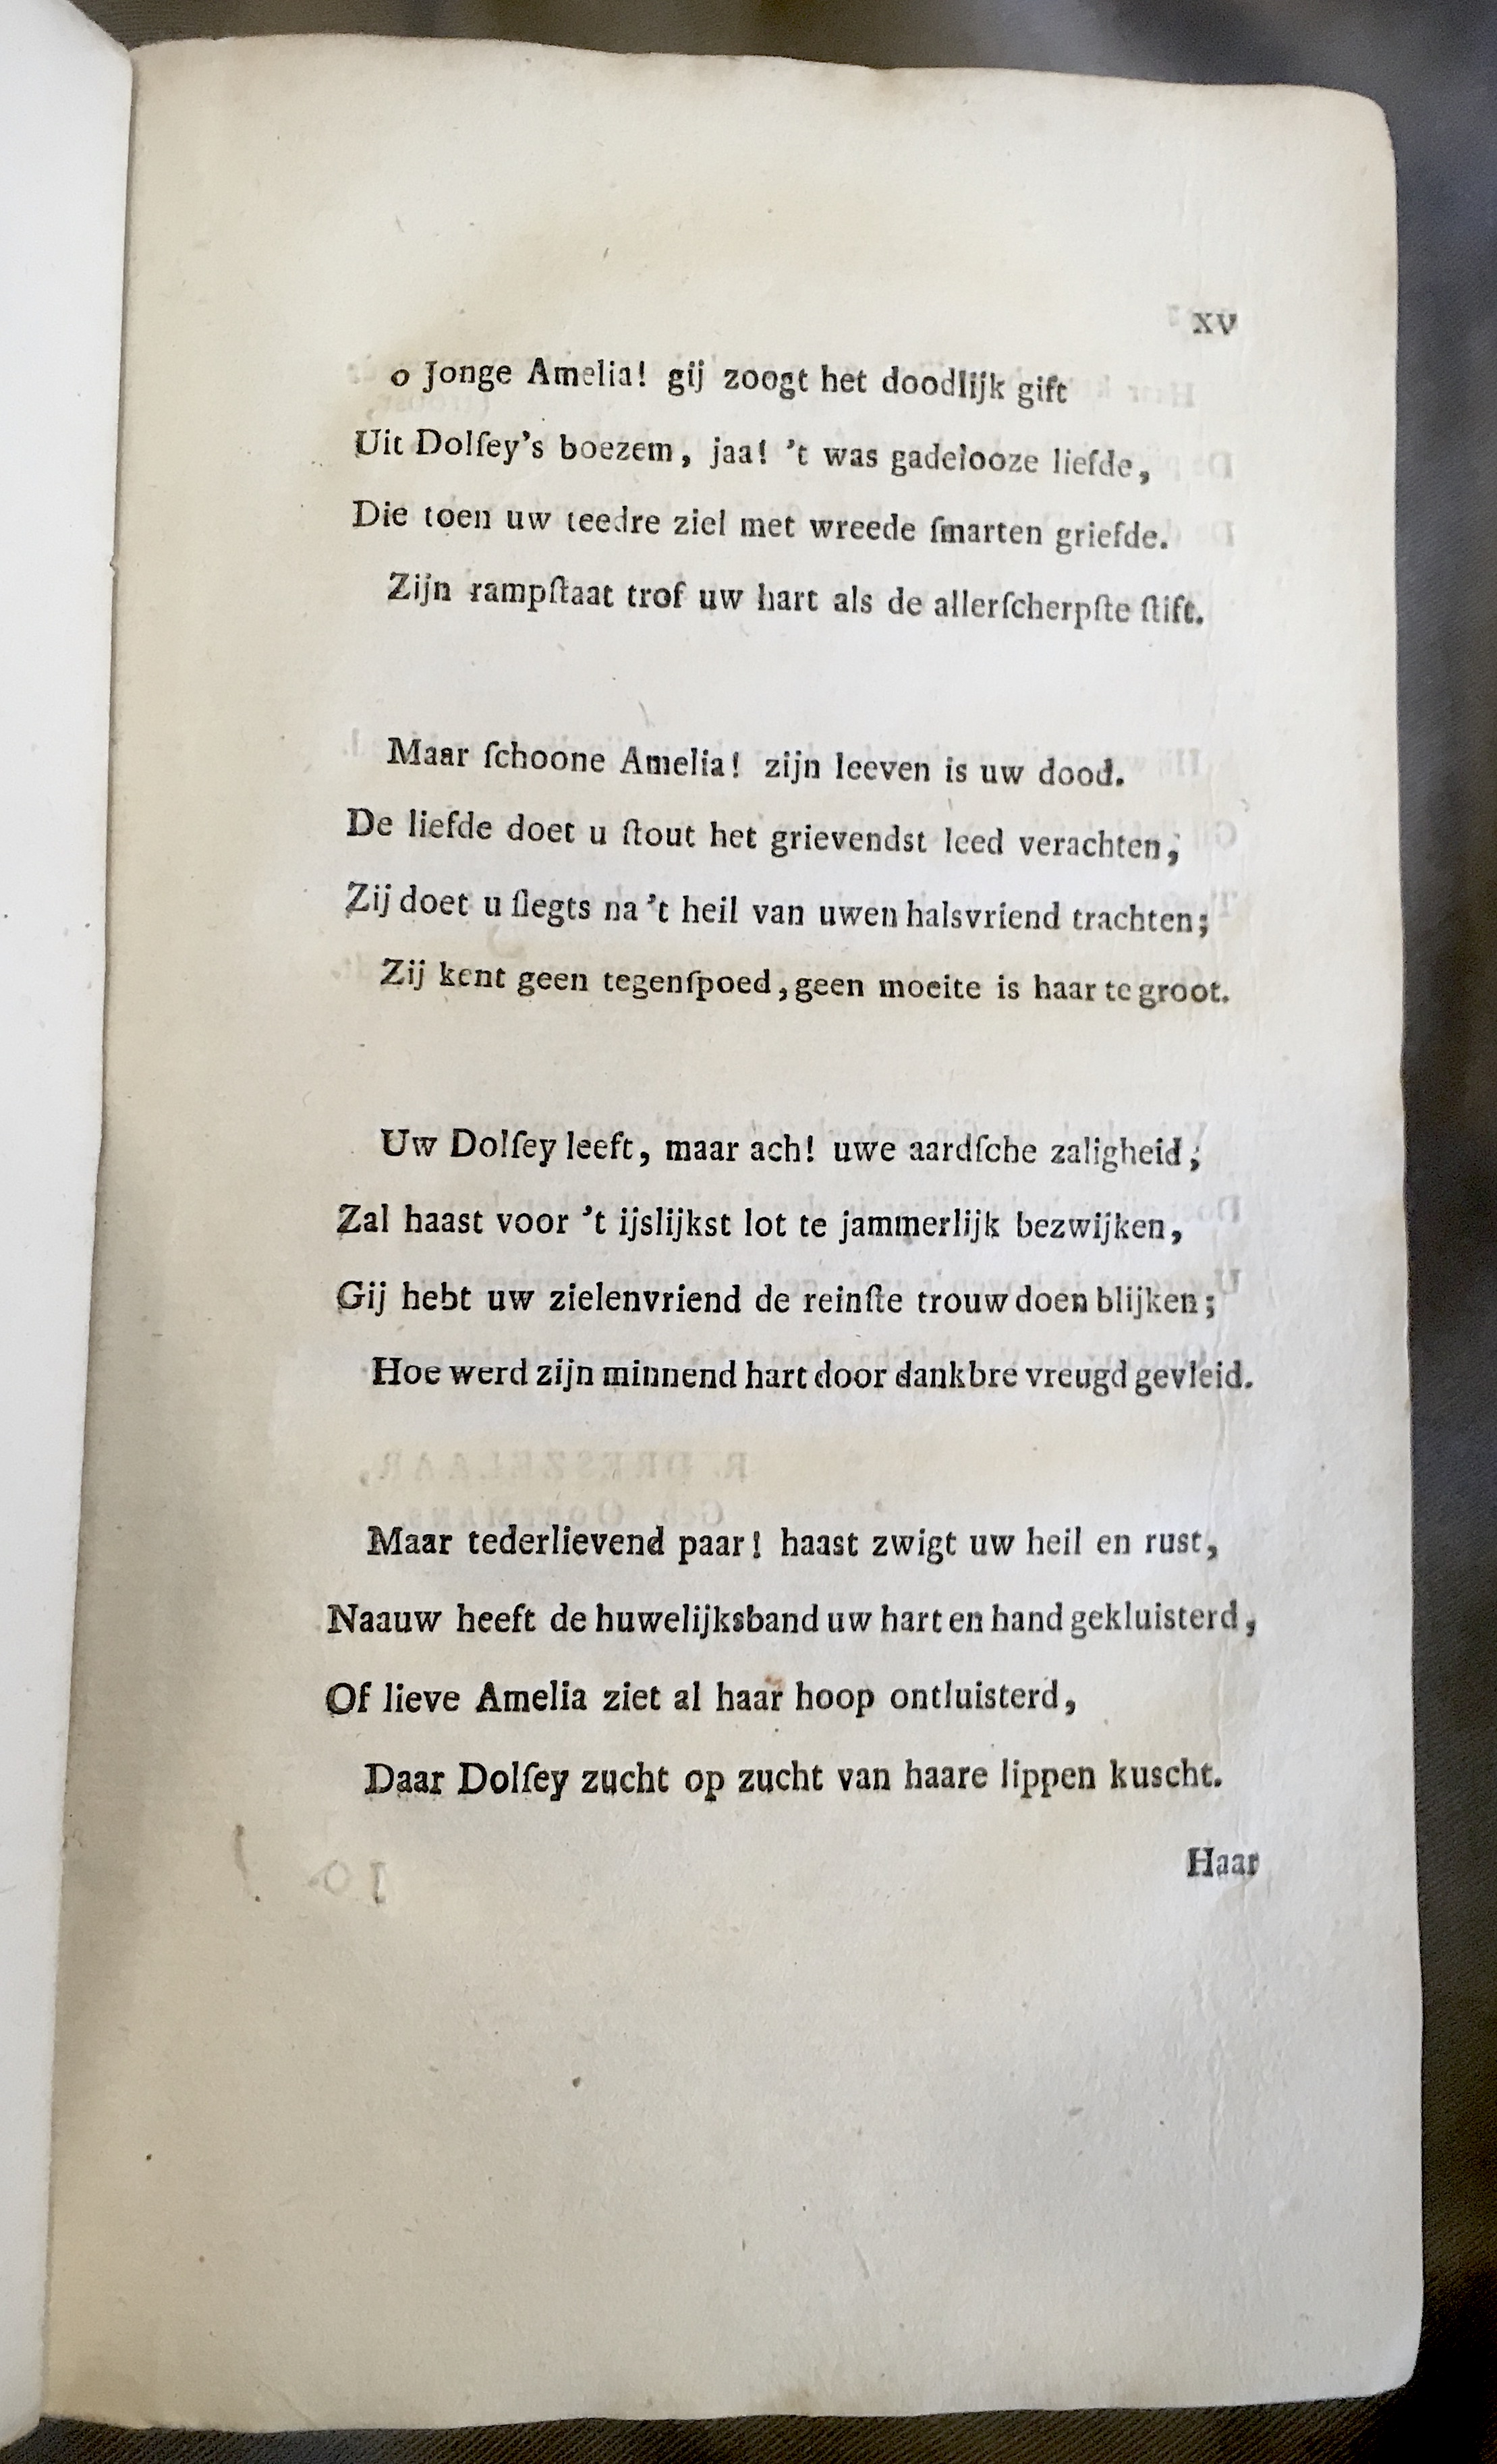 XV
o Jonge Amelia! gij zoogt het doodlijk gift
Uit Dolſey's boezem, jaa! 't was gadelooze liefde,
Die toen uw teedre ziel met wreede ſmarten griefde.
Zijn rampſtaat trof uw hart als de allerſcherpſte ſtift.
Maar ſchoone Amelia! zijn leeven is uw dood.
De liefde doet u ſtout het grievendst leed verachten,
Zij doet u ſlegts na 't heil van uwen halsvriend trachten;
Zij kent geen tegenſpoed, geen moeite is haar te groot.
Uw Dolſey leeft, maar ach! uwe aardſche zaligheid,
Zal haast voor 't ijslijkst lot te jammerlijk bezwijken,
Gij hebt uw zielenvriend de reinſte trouw doen blijken;
Hoe werd zijn minnend hart door dankbre vreugd gevleid.
Maar tederlievend paar! haast zwigt uw heil en rust,
Naauw heeft de huwelijksband uw hart en hand gekluisterd,
Of lieve Amelia ziet al haar hoop ontluisterd,
Daar Dolſey zucht op zucht van haare lippen kuscht.
Haar